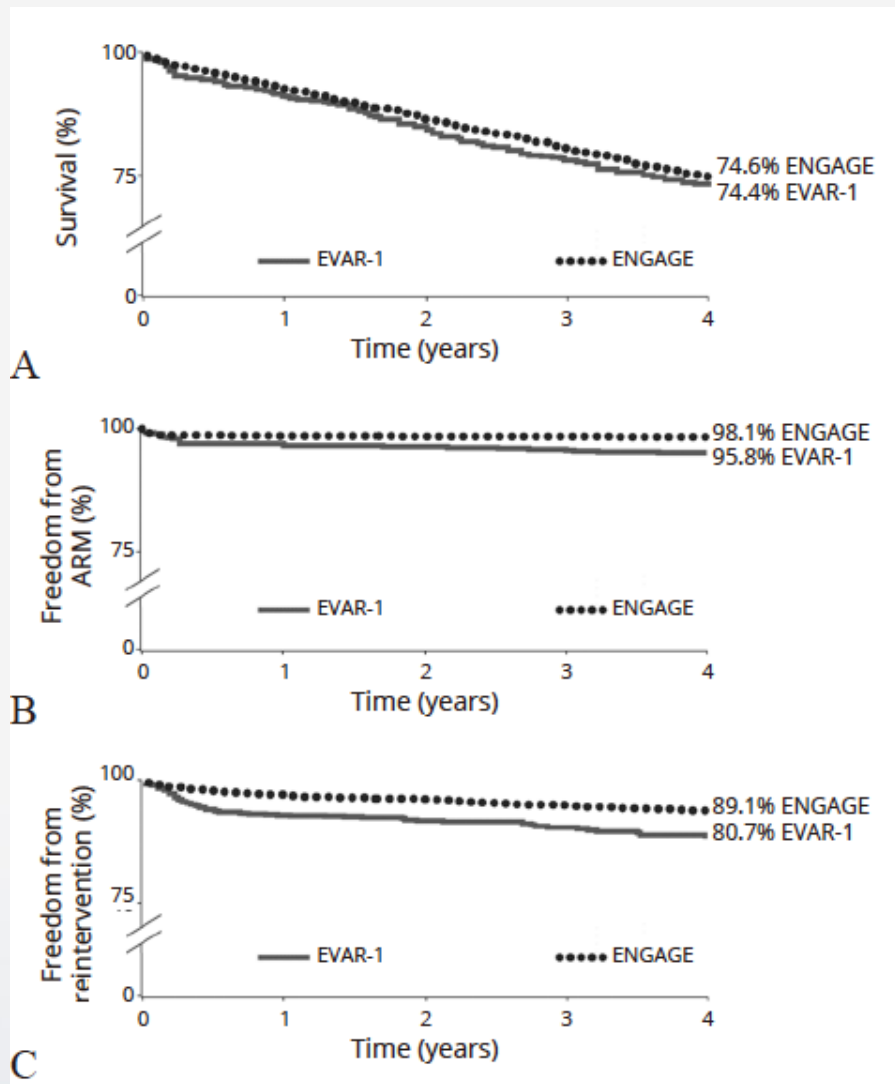 100
Survival (%)
75
74.6% ENGAGE
74.4% EVAR-1
EVAR-1
ENGAGE
0
0 1 2 3 4
Time (years)
A
100
Freedom from
ARM (%)
98.1% ENGAGE
95.8% EVAR-1
75
EVAR-1
ENGAGE
0
0 1 2 3 4
Time (years)
B
100
Freedom from
reintervention (%)
89.1% ENGAGE
80.7% EVAR-1
75
EVAR-1
ENGAGE
0
0 1 2 3 4
Time (years)
C